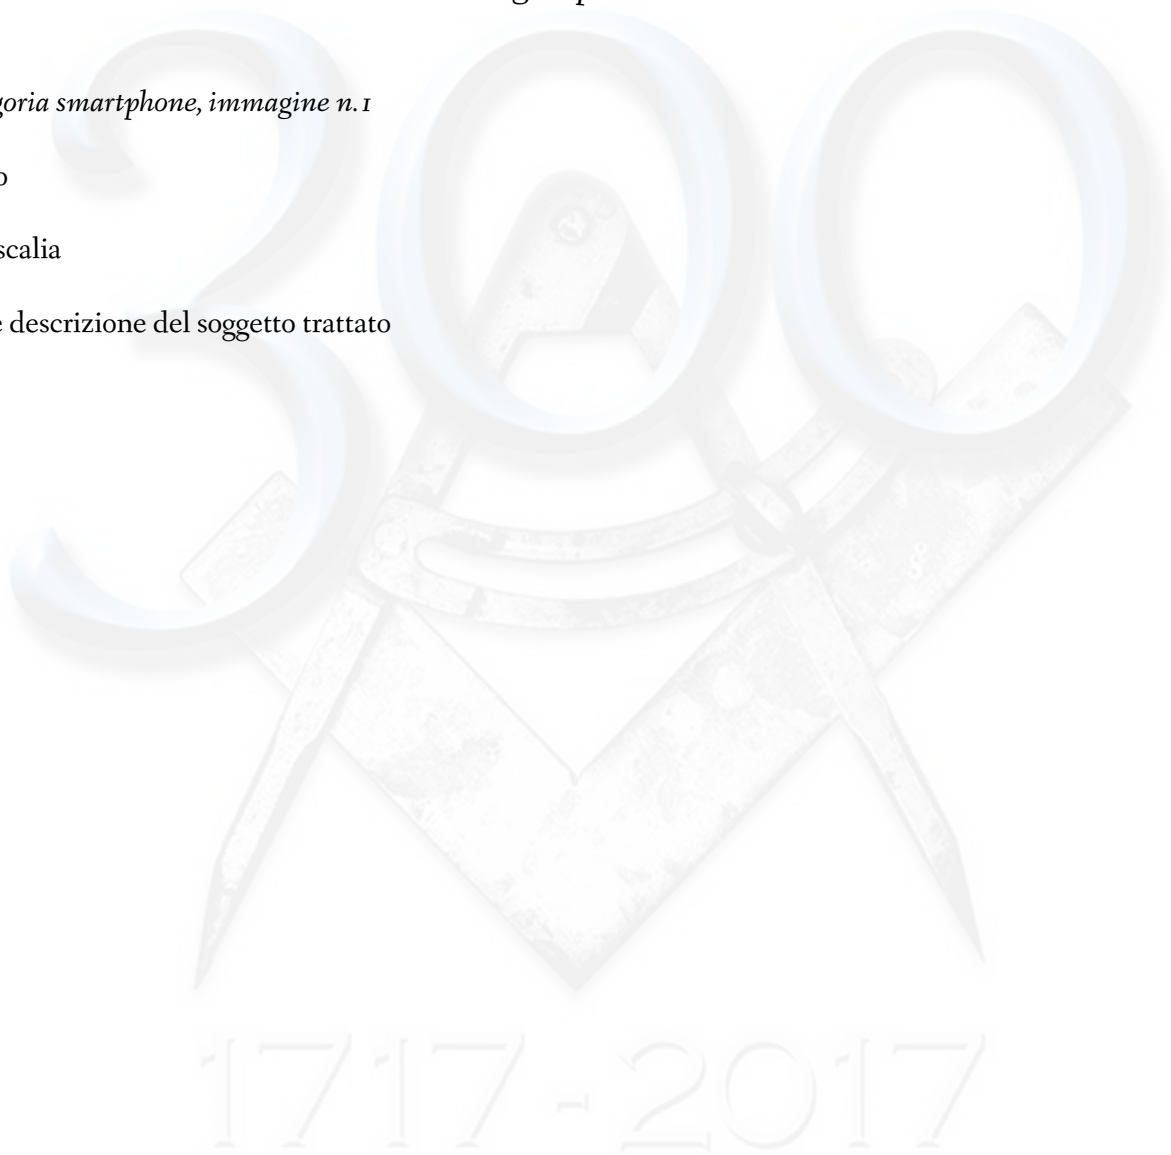 goria smartphone, immagine n.1
o
scalia
e descrizione del soggetto trattato
300
1717 - 2017